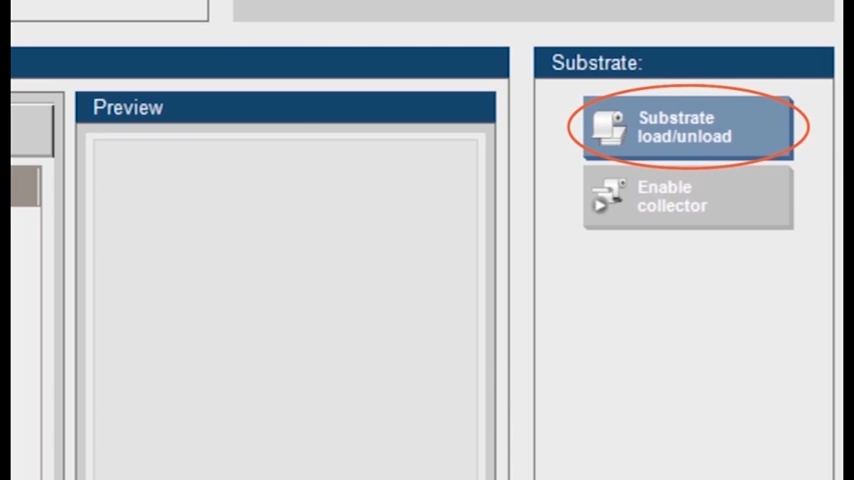 Substrate:
Preview
Substrate
load/unload
Enable
collector